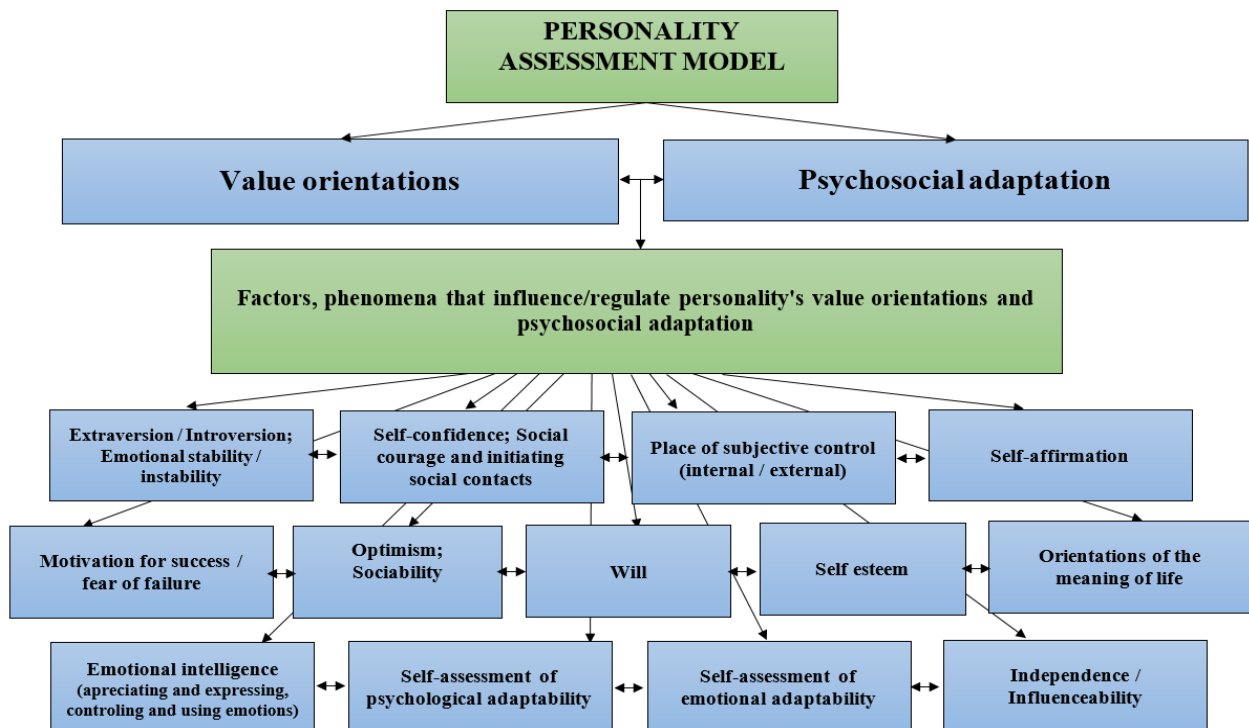 PERSONALITY
ASSESSMENT MODEL
Value orientations
Psychosocial adaptation
Factors, phenomena that influence/regulate personality's value orientations and
psychosocial adaptation
Extraversion / Introversion;
Emotional stability /
instability
Self-confidence; Social
courage and initiating
social contacts
Place of subjective control
(internal / external)
Self-affirmation
Motivation for success /
fear of failure
Optimism;
Sociability
Will
Self esteem
Orientations of the
meaning of life
Emotional intelligence
(apreciating and expressing,
controling and using emotions)
Self-assessment of
psychological adaptability
Self-assessment of
emotional adaptability
Independence /
Influenceability